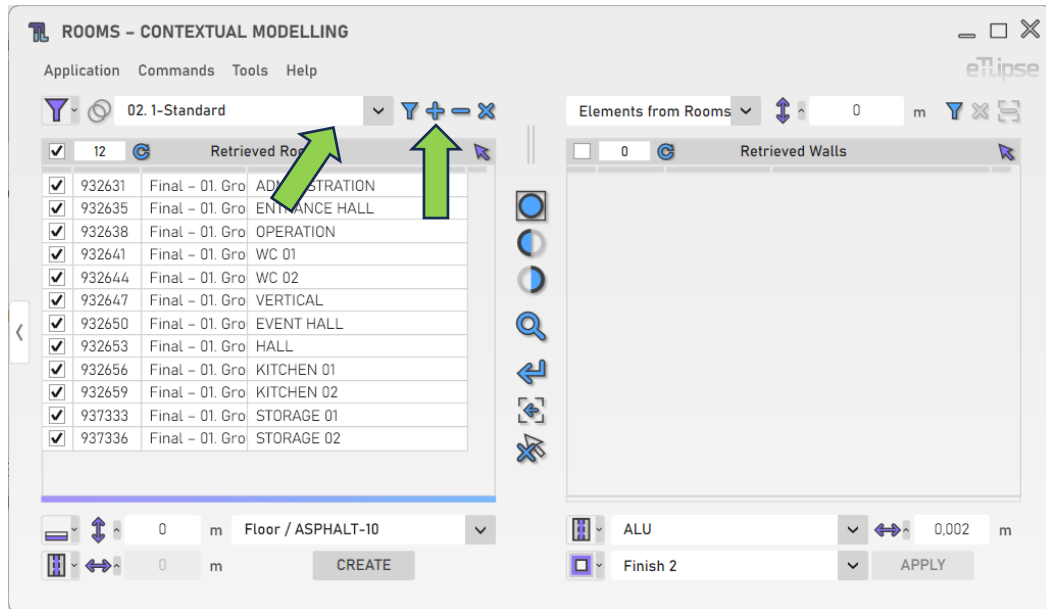 ROOMS – CONTEXTUAL MODELLING
Application Commands Tools Help
eTLipse
02. 1-Standard
Elements from Rooms
0 m
12 Retrieved
0 Retrieved Walls
932631 Final – 01. Gro
932635 Final – 01. Gro HALL
932638 Final – 01. Gro OPERATION
932641 Final – 01. Gro WC 01
932644 Final – 01. Gro WC 02
932647 Final – 01. Gro VERTICAL
932650 Final – 01. Gro EVENT HALL
932653 Final – 01. Gro HALL
932656 Final – 01. Gro KITCHEN 01
932659 Final – 01. Gro KITCHEN 02
937333 Final – 01. Gro STORAGE 01
937336 Final – 01. Gro STORAGE 02
0 m Floor / ASPHALT-10
0 m CREATE
ALU 0,002 m
Finish 2 APPLY